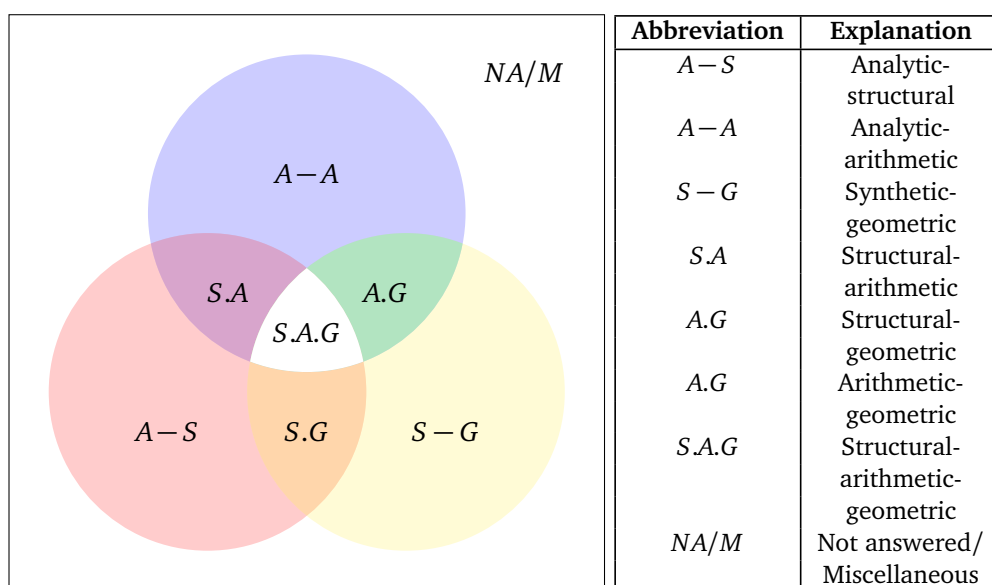 NA/M
A−A
S.A
A.G
S.A.G
A−S
S.G
S−G
Abbreviation Explanation
A−S Analytic-
structural
A−A Analytic-
arithmetic
S−G Synthetic-
geometric
S.A Structural-
arithmetic
A.G Structural-
geometric
A.G Arithmetic-
geometric
S.A.G Structural-
arithmetic-
geometric
NA/M Not answered/
Miscellaneous